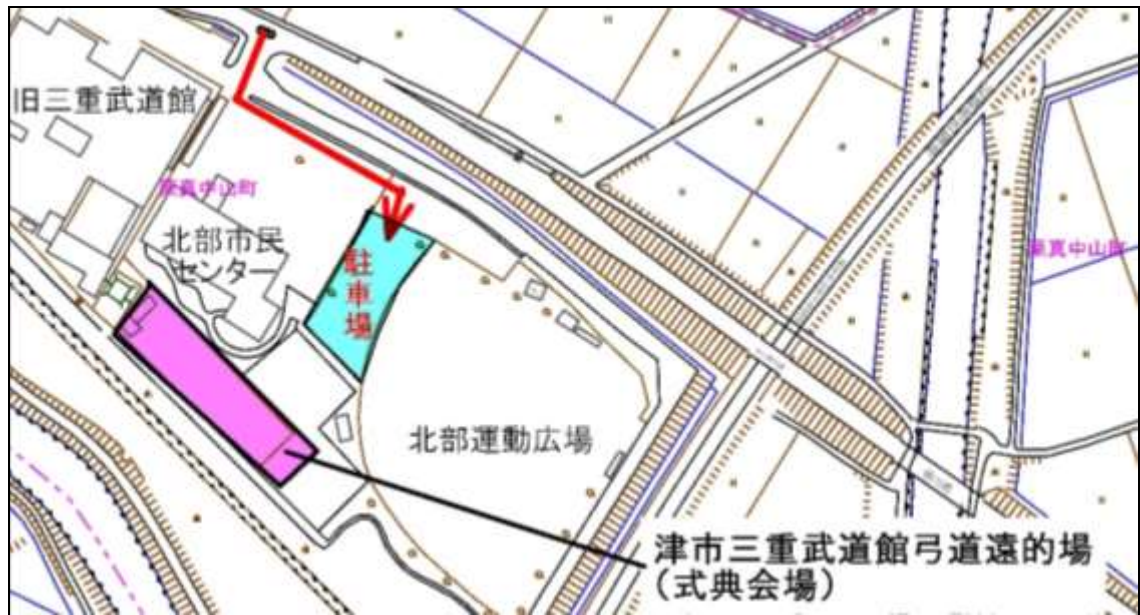 旧三重武道館
北部市民
センター
駐車場
北部運動広場
津市三重武道館弓道遠的場
(式典会場)